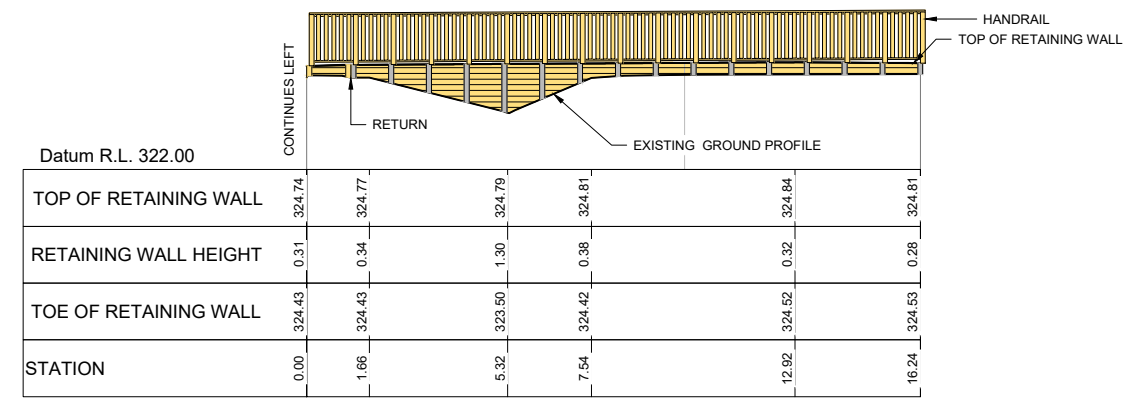 HANDRAIL
TOP OF RETAINING WALL
CONTINUES LEFT
RETURN
EXISTING GROUND PROFILE
Datum R.L. 322.00
TOP OF RETAINING WALL 324.74 324.77 324.79 324.81 324.84 324.81
RETAINING WALL HEIGHT 0.31 0.34 1.30 0.38 0.32 0.28
TOE OF RETAINING WALL 324.43 324.43 323.50 324.42 324.52 324.53
STATION 0.00 1.66 5.32 7.54 12.92 16.24